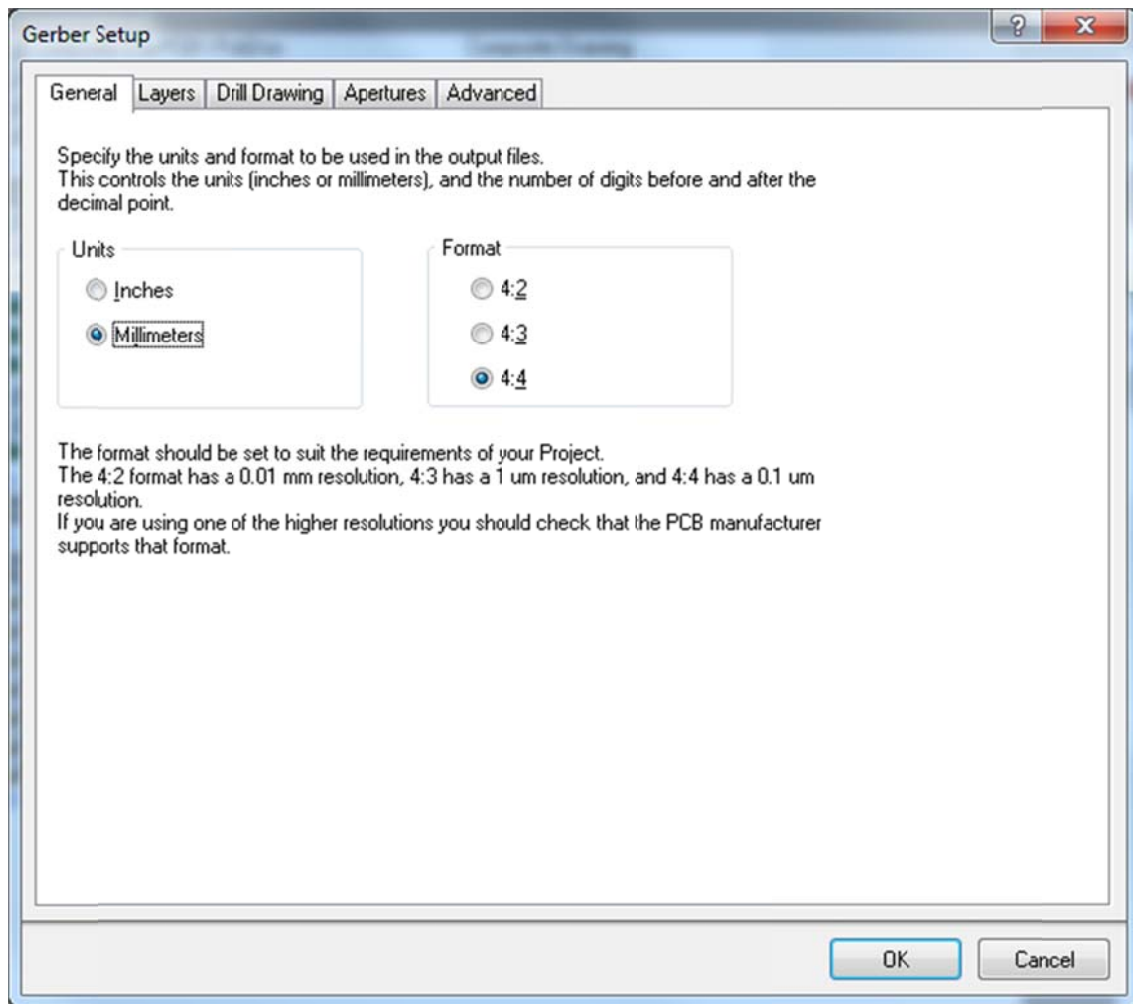 Gerber Setup
General Layers Drill Drawing Apertures Advanced
Specify the units and format to be used in the output files.
This controls the units (inches or millimeters), and the number of digits before and after the
decimal point.
Units
Inches
Millimeters
Format
4:2
4:3
4:4
The format should be set to suit the requirements of your Project.
The 4:2 format has a 0.01 mm resolution, 4:3 has a 1 um resolution, and 4:4 has a 0.1 um
resolution.
If you are using one of the higher resolutions you should check that the PCB manufacturer
supports that format.
OK Cancel